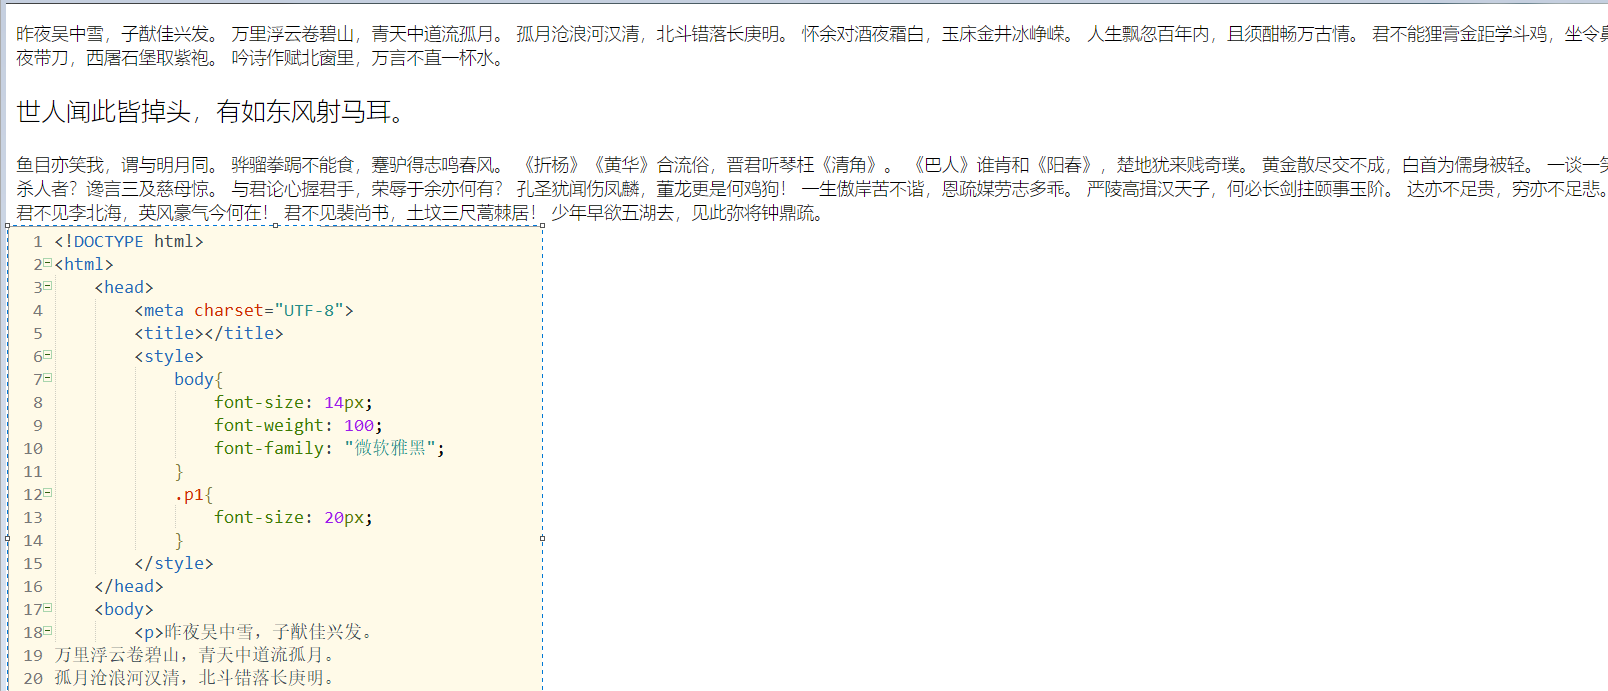 昨夜吴中雪，子猷佳兴发。 万里浮云卷碧山，青天中道流孤月。 孤月沧浪河汉清，北斗错落长庚明。 怀余对酒夜霜白，玉床金井冰峥嵘。 人生飘忽百年内，且须酣畅万古情。 君不能狸膏金距学斗鸡，坐令鼻
夜带刀，西屠石堡取紫袍。 吟诗作赋北窗里，万言不直一杯水。
世人闻此皆掉头，有如东风射马耳。
鱼目亦笑我，谓与明月同。 骅骝拳跼不能食，蹇驴得志鸣春风。 《折杨》《黄华》合流俗，晋君听琴枉《清角》。 《巴人》谁肯和《阳春》，楚地犹来贱奇璞。 黄金散尽交不成，白首为儒身被轻。 一谈一笑
杀人者？谗言三及慈母惊。 与君论心握君手，荣辱于余亦何有？ 孔圣犹闻伤凤麟，董龙更是何鸡狗！ 一生傲岸苦不谐，恩疏媒劳志多乖。 严陵高揖汉天子，何必长剑拄颐事玉阶。 达亦不足贵，穷亦不足悲。
君不见李北海，英风豪气今何在！ 君不见裴尚书，土坟三尺蒿棘居！ 少年早欲五湖去，见此弥将钟鼎疏。
1 <!DOCTYPE html>
2 <html>
3 <head>
4 <meta charset="UTF-8">
5 <title></title>
6 <style>
7 body{
8 font-size: 14px;
9 font-weight: 100;
10 font-family: "微软雅黑";
11 }
12 .p1{
13 font-size: 20px;
14 }
15 </style>
16 </head>
17 <body>
18 <p>昨夜吴中雪，子猷佳兴发。
19 万里浮云卷碧山，青天中道流孤月。
20 孤月沧浪河汉清，北斗错落长庚明。